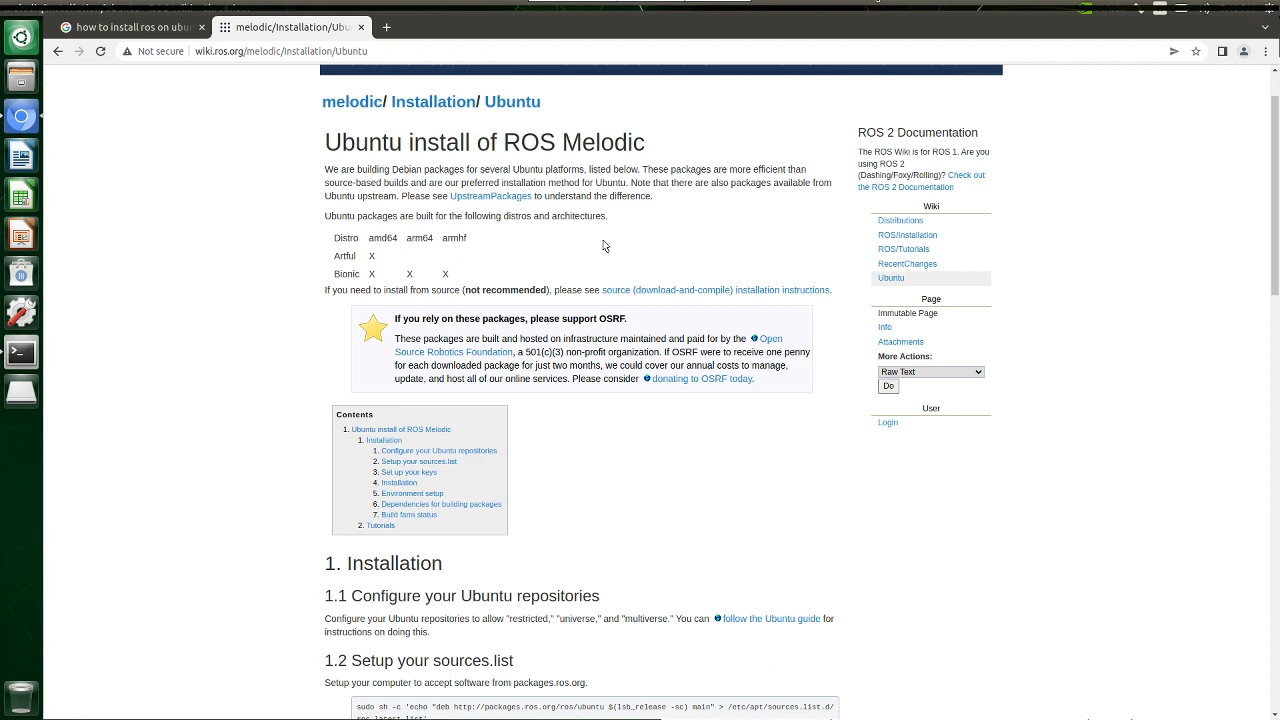 how to install ros on ubunt
melodic/Installation/Ubu
Not secure
wiki.ros.org/melodic/Installation/Ubuntu
melodic/ Installation/ Ubuntu
Ubuntu install of ROS Melodic
We are building Debian packages for several Ubuntu platforms, listed below. These packages are more efficient than
source-based builds and are our preferred installation method for Ubuntu. Note that there are also packages available from
Ubuntu upstream. Please see UpstreamPackages to understand the difference.
Ubuntu packages are built for the following distros and architectures.
Distro amd64 arm64 armhf
Artful X
Bionic X X X
If you need to install from source (not recommended), please see source (download-and-compile) installation instructions.
If you rely on these packages, please support OSRF.
These packages are built and hosted on infrastructure maintained and paid for by the Open
Source Robotics Foundation, a 501(c)(3) non-profit organization. If OSRF were to receive one penny
for each downloaded package for just two months, we could cover our annual costs to manage,
update, and host all of our online services. Please consider donating to OSRF today.
Contents
1. Ubuntu install of ROS Melodic
1. Installation
1. Configure your Ubuntu repositories
2. Setup your sources.list
3. Set up your keys
4. Installation
5. Environment setup
6. Dependencies for building packages
7. Build farm status
2. Tutorials
1. Installation
1.1 Configure your Ubuntu repositories
Configure your Ubuntu repositories to allow "restricted," "universe," and "multiverse." You can follow the Ubuntu guide for
instructions on doing this.
1.2 Setup your sources.list
Setup your computer to accept software from packages.ros.org.
sudo sh -c 'echo "deb http://packages.ros.org/ros/ubuntu $(lsb_release -sc) main" > /etc/apt/sources.list.d/
ros-latest.list'
ROS 2 Documentation
The ROS Wiki is for ROS 1. Are you
using ROS 2
(Dashing/Foxy/Rolling)? Check out
the ROS 2 Documentation
Wiki
Distributions
ROS/Installation
ROS/Tutorials
RecentChanges
Ubuntu
Page
Immutable Page
Info
Attachments
More Actions:
Raw Text
Do
User
Login